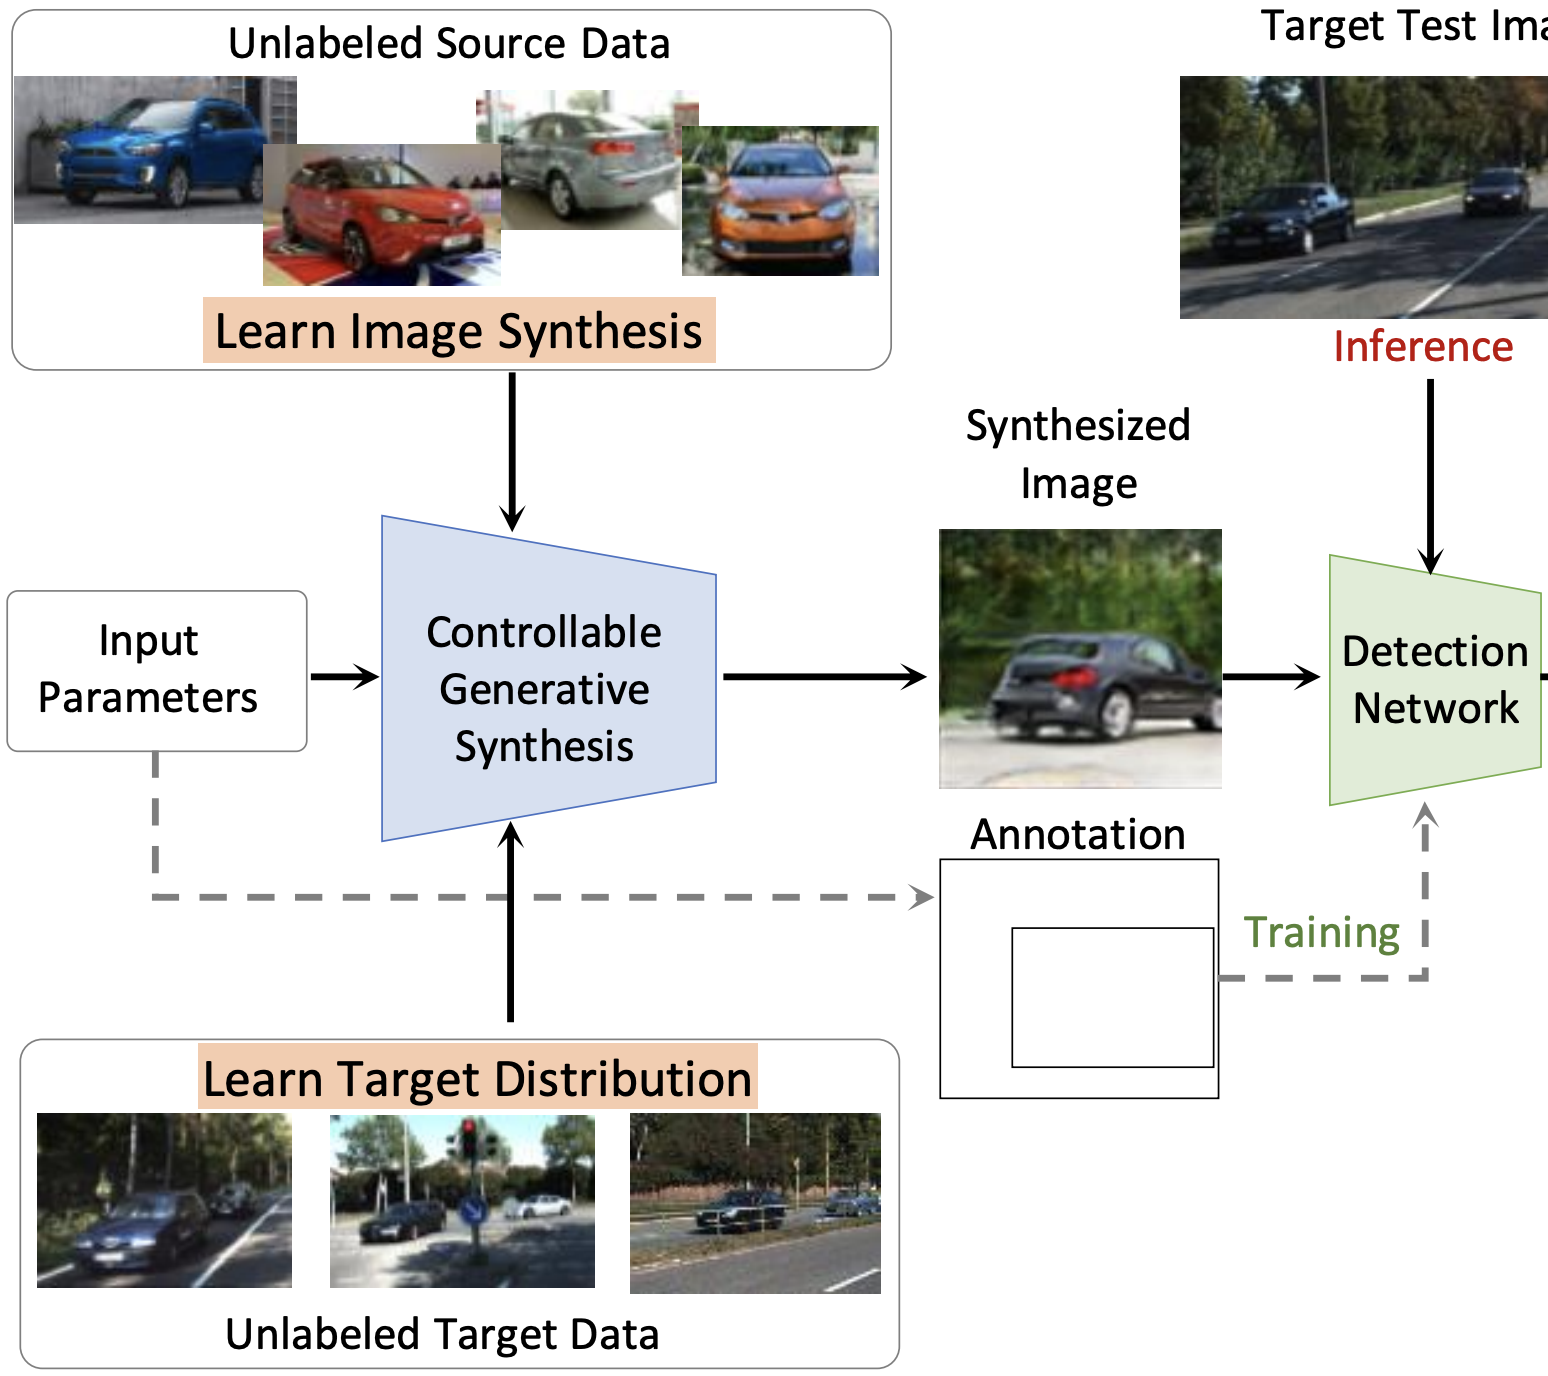 Unlabeled Source Data
Learn Image Synthesis
Target Test
Inference
Synthesized
Image
Input
Parameters
Controllable
Generative
Synthesis
Detection
Network
Annotation
Training
Learn Target Distribution
Unlabeled Target Data